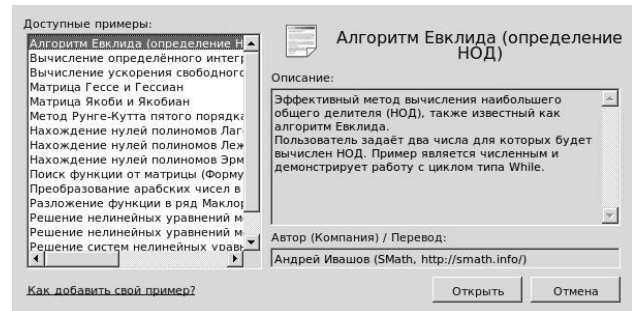 Доступные примеры:
Алгоритм Евклида (определение Н
Вычисление определённого интегр
Вычисление ускорения свободного
Матрица Гессе и Гессиан
Матрица Якоби и Якобиан
Метод Рунге-Кутта пятого порядка
Нахождение нулей полиномов Лаг
Нахождение нулей полиномов Леж
Нахождение нулей полиномов Эрм
Поиск функции от матрицы (Форму
Преобразование арабских чисел в
Разложение функции в ряд Маклор
Решение нелинейных уравнений м
Решение нелинейных уравнений м
Решение систем нелинейных уравн
Как добавить свой пример?
Алгоритм Евклида (определение
НОД)
Описание:
Эффективный метод вычисления наибольшего
общего делителя (НОД), также известный как
алгоритм Евклида.
Пользователь задаёт два числа для которых будет
вычислен НОД. Пример является численным и
демонстрирует работу с циклом типа While.
Автор (Компания) / Перевод:
Андрей Ивашов (SMath, http://smath.info/)
Открыть
Отмена